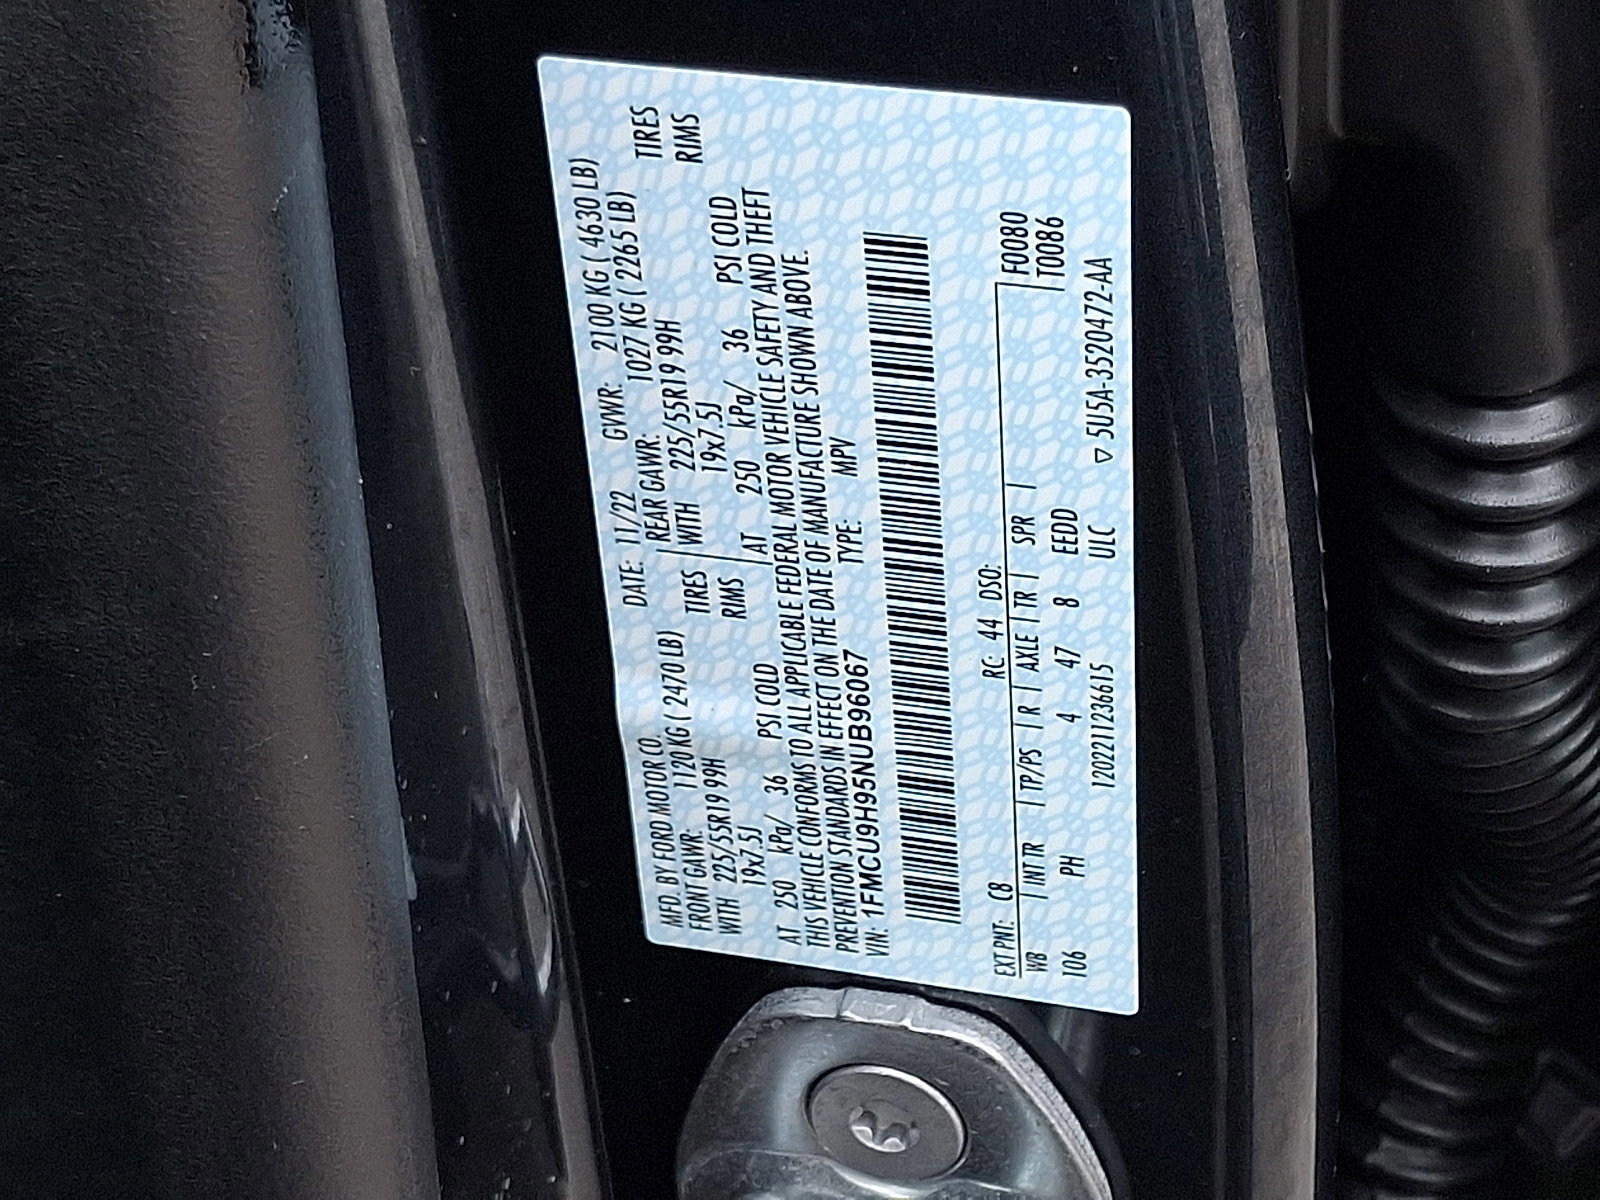 MFD. BY FORD MOTOR CO. DATE: 11/22 GVWR: 2100 KG ( 4630 LB)
FRONT GAWR: 1120 KG ( 2470 LB) REAR GAWR: 1027 KG ( 2265 LB)
WITH 225/55R19 99H TIRES WITH 225/55R19 99H TIRES
19x7.5J RIMS 19x7.5J RIMS
AT 250 kPa/ 36 PSI COLD AT 250 kPa/ 36 PSI COLD
THIS VEHICLE CONFORMS TO ALL APPLICABLE FEDERAL MOTOR VEHICLE SAFETY AND THEFT
PREVENTION STANDARDS IN EFFECT ON THE DATE OF MANUFACTURE SHOWN ABOVE.
VIN: 1FMCU9H95NUB96067 TYPE: MPV
EXT PNT: C8 RC: 44 DSO: F0080
WB | INT TR | TP/PS | R | AXLE | TR | SPR | T0086
106 PH 4 47 8 EEDD
1202211236615 ULC ▽ 5U5A-3520472-AA